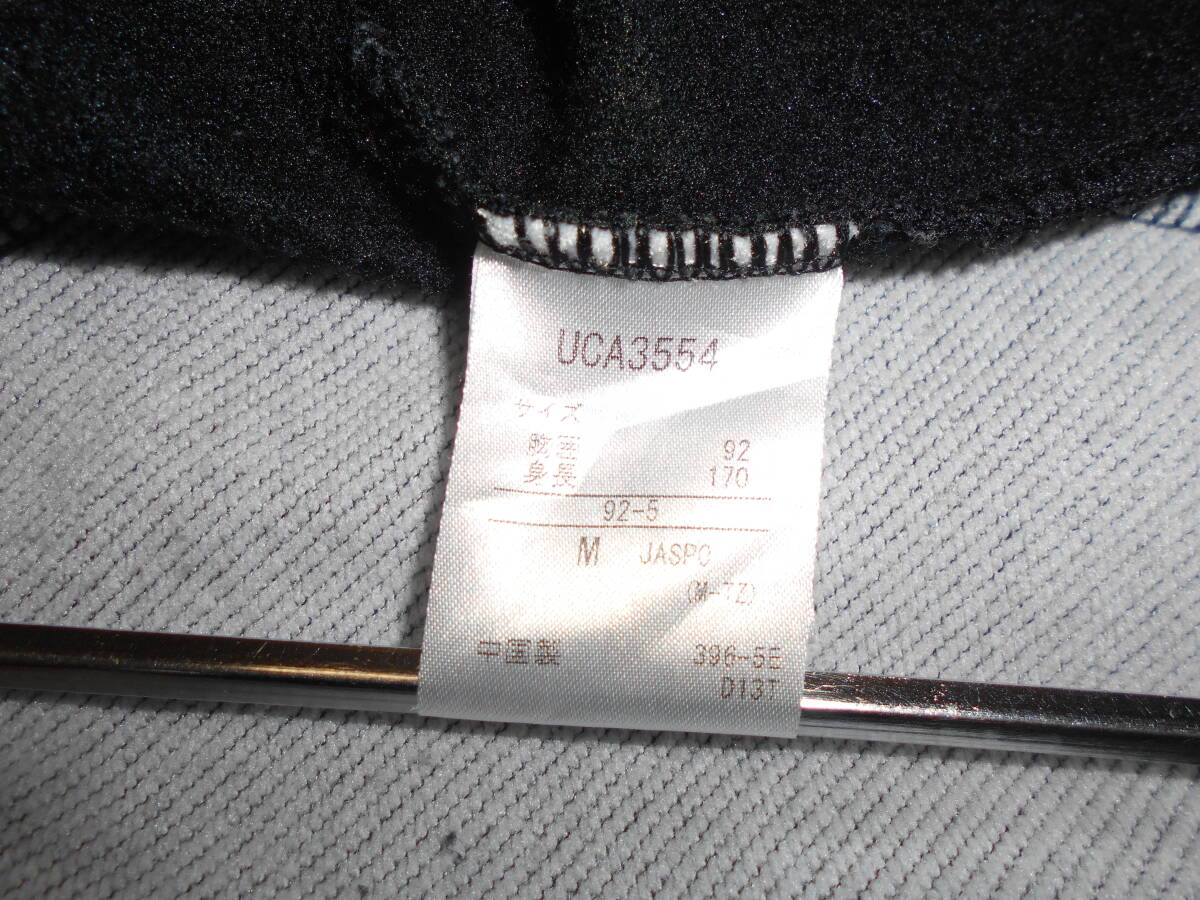 UCA3554
サイズ
胸囲 92
身長 170
92-5
M JASPO
(M-TZ)
中国製 396-5E
D13T